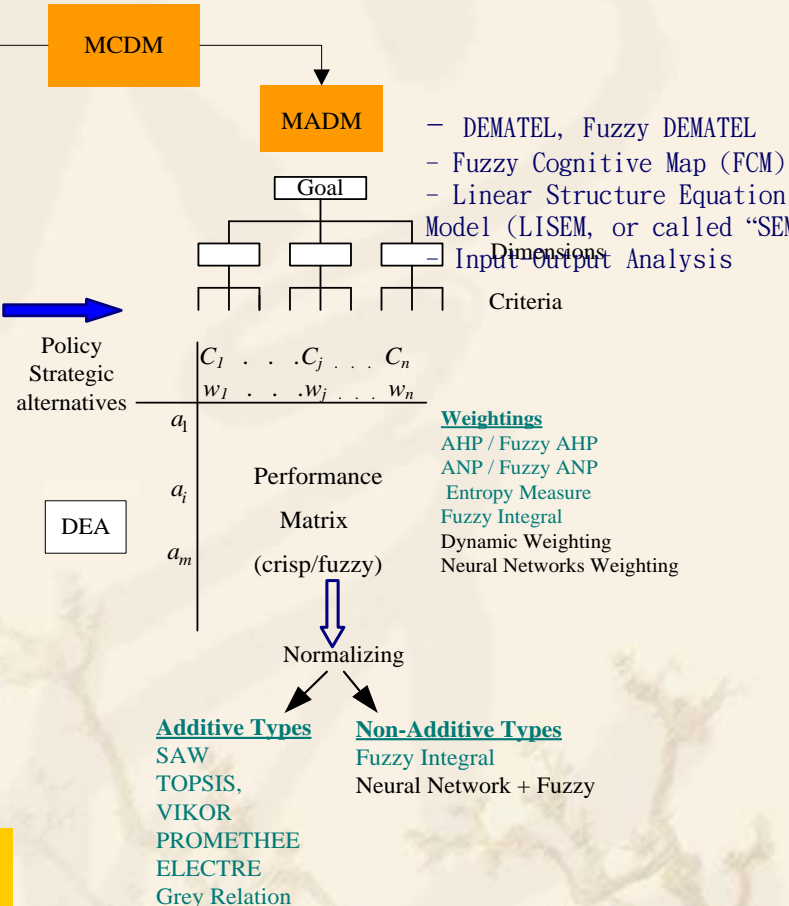 MCDM
MADM
－ DEMATEL, Fuzzy DEMATEL
- Fuzzy Cognitive Map (FCM)
- Linear Structure Equation
Model (LISEM, or called “SEM
- Input-Output Analysis
Goal
Dimensions
Criteria
Policy
Strategic
alternatives
C1 . . .Cj . . . Cn
w1 . . .wj . . . wn
a1
ai
am
DEA
Performance
Matrix
(crisp/fuzzy)
Weightings
AHP / Fuzzy AHP
ANP / Fuzzy ANP
Entropy Measure
Fuzzy Integral
Dynamic Weighting
Neural Networks Weighting
Normalizing
Additive Types
SAW
TOPSIS,
VIKOR
PROMETHEE
ELECTRE
Grey Relation
Non-Additive Types
Fuzzy Integral
Neural Network + Fuzzy